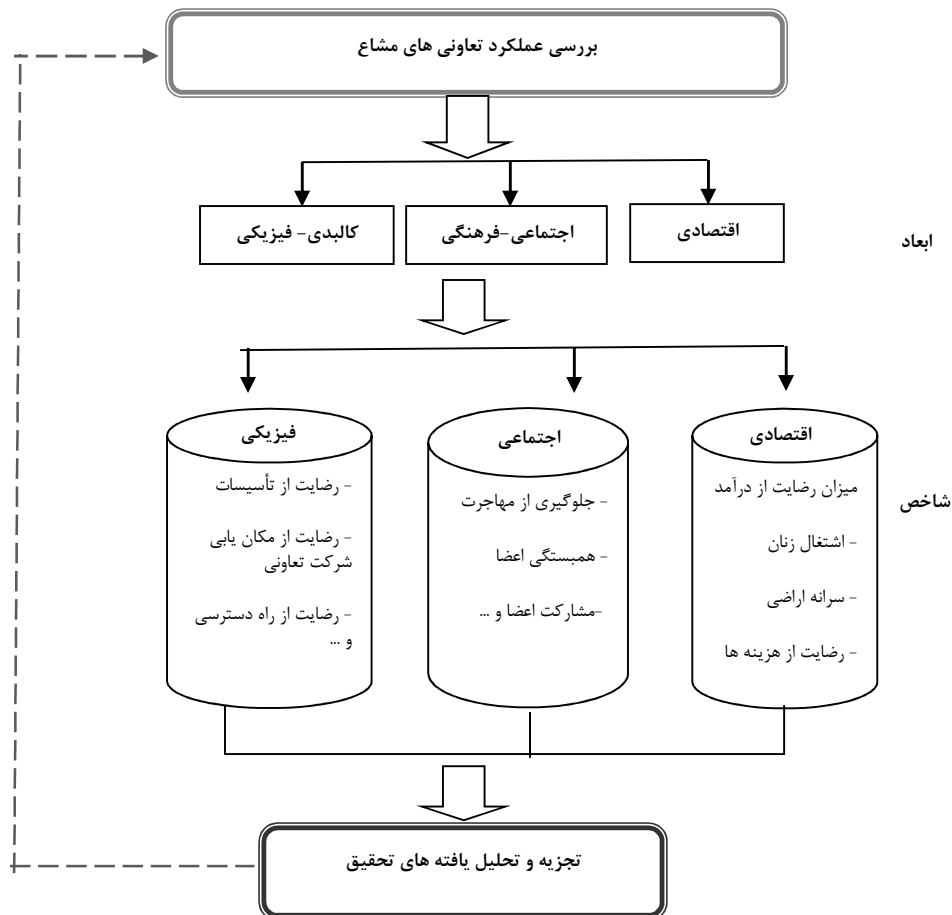 بررسی عملکرد تعاونی های مشاع
اقتصادی
اجتماعی-فرهنگی
کالبدی- فیزیکی
ابعاد
اقتصادی
میزان رضایت از درآمد
- اشتغال زنان
- سرانه اراضی
- رضایت از هزینه ها
اجتماعی
- جلوگیری از مهاجرت
- همبستگی اعضا
-مشارکت اعضا و ...
فیزیکی
- رضایت از تأسیسات
- رضایت از مکان یابی
شرکت تعاونی
- رضایت از راه دسترسی
و ...
شاخص
تجزیه و تحلیل یافته های تحقیق